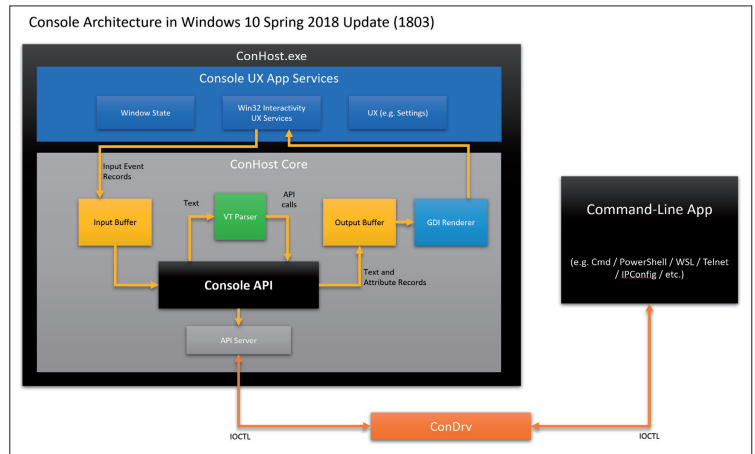 Console Architecture in Windows 10 Spring 2018 Update (1803)
ConHost.exe
Console UX App Services
Window State
Win32 Interactivity
UX Services
UX (e.g. Settings)
ConHost Core
Input Event
Records
Text
API
calls
Input Buffer
VT Parser
Output Buffer
GDI Renderer
Console API
Text and
Attribute Records
API Server
Command-Line App
(e.g. Cmd / PowerShell / WSL / Telnet
/ IPConfig / etc.)
ConDrv
IOCTL
IOCTL